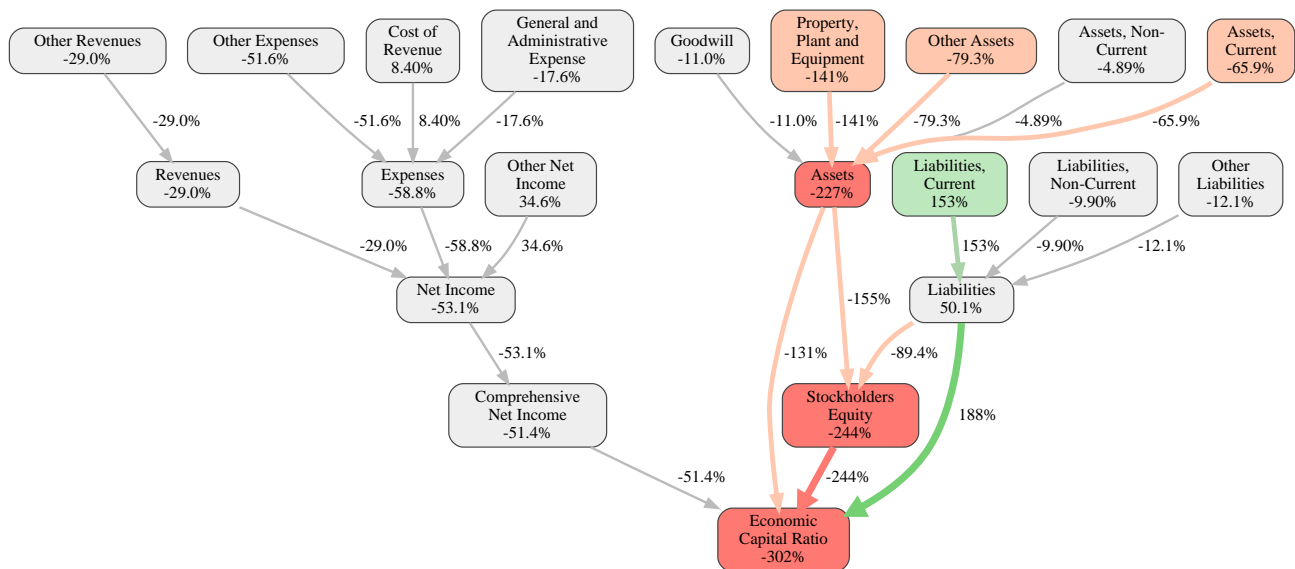 Other Revenues
-29.0%
Other Expenses
-51.6%
Cost of
Revenue
8.40%
General and
Administrative
Expense
-17.6%
Goodwill
-11.0%
Property,
Plant and
Equipment
-141%
Other Assets
-79.3%
Assets, Non-
Current
-4.89%
Assets,
Current
-65.9%
-29.0%
-51.6%
8.40%
-17.6%
-11.0%
-141%
-79.3%
-4.89%
-65.9%
Revenues
-29.0%
Expenses
-58.8%
Other Net
Income
34.6%
Assets
-227%
Liabilities,
Current
153%
Liabilities,
Non-Current
-9.90%
Other
Liabilities
-12.1%
-29.0%
-58.8%
34.6%
153%
-9.90%
-12.1%
Net Income
-53.1%
-155%
Liabilities
50.1%
-53.1%
-131%
-89.4%
Comprehensive
Net Income
-51.4%
Stockholders
Equity
-244%
188%
-51.4%
-244%
Economic
Capital Ratio
-302%